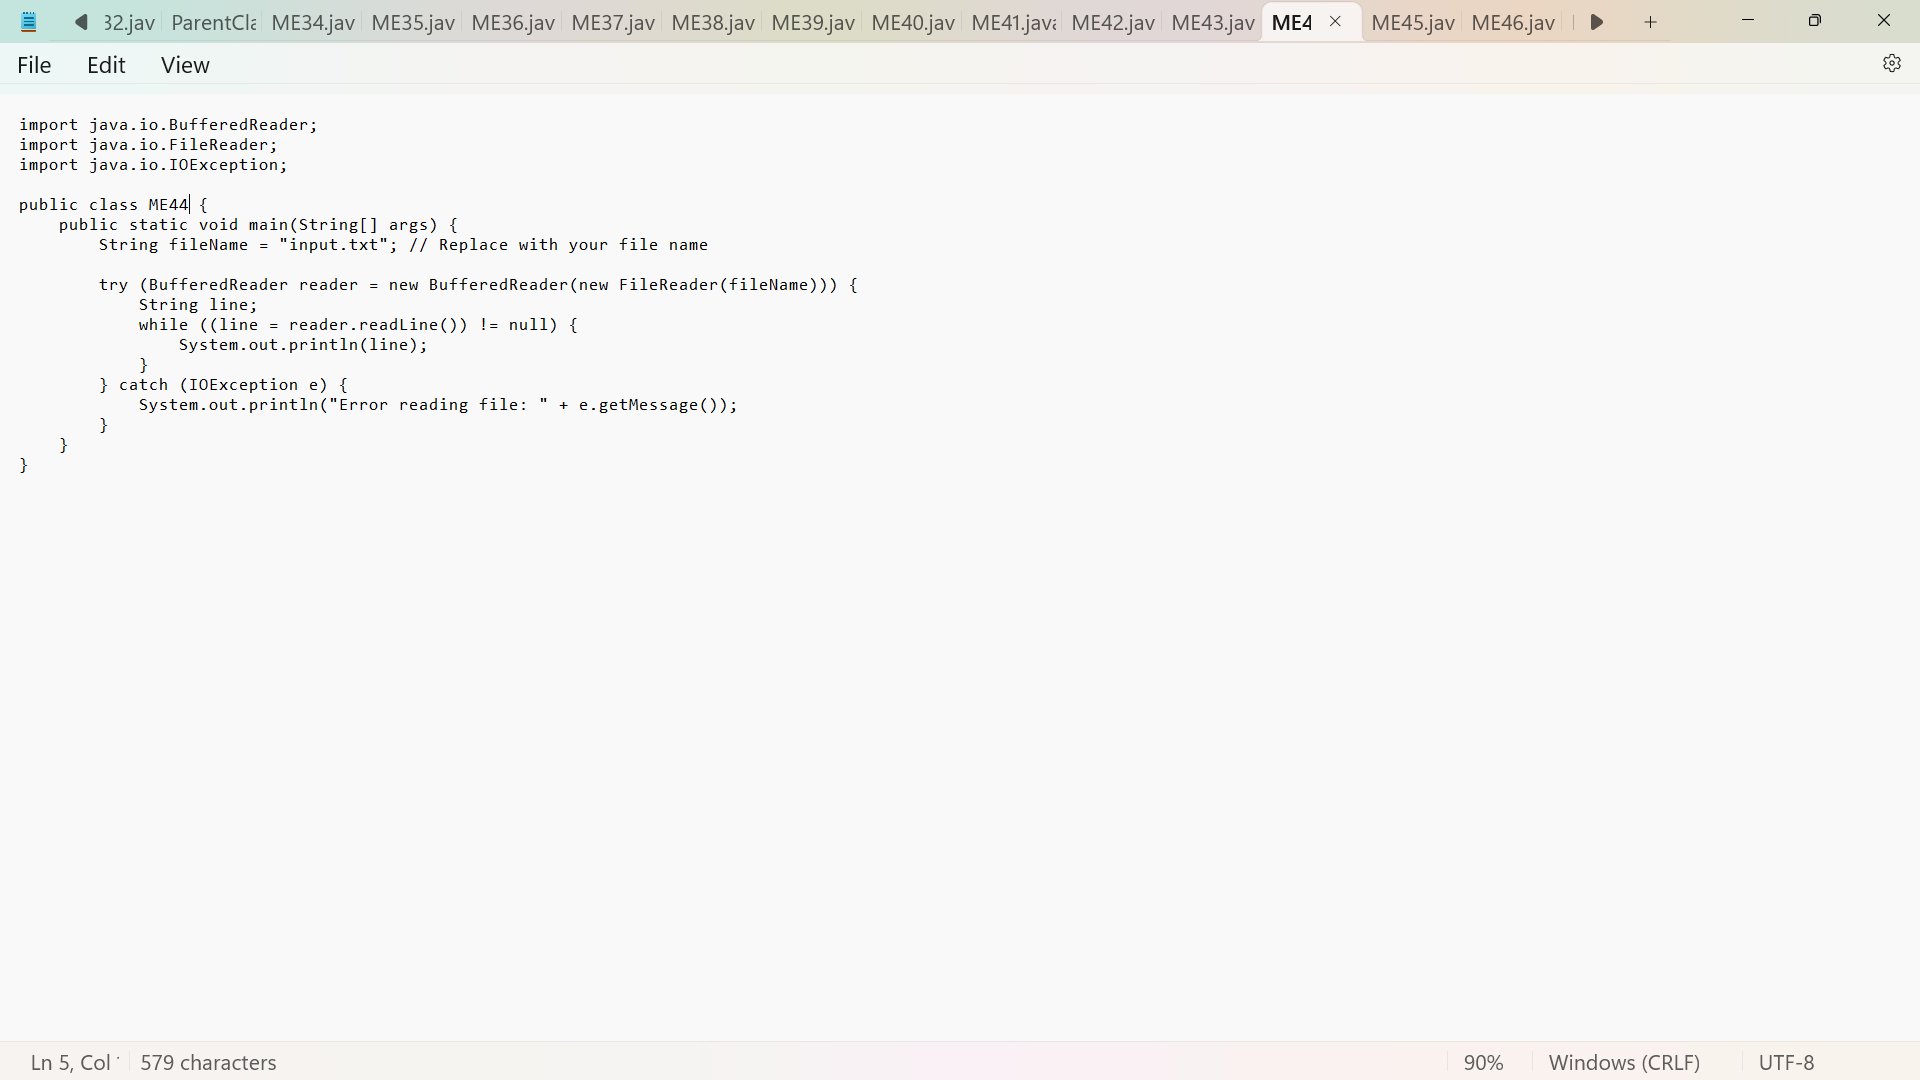 32.jav ParentCla ME34.jav ME35.jav ME36.jav ME37.jav ME38.jav ME39.jav ME40.jav ME41.java ME42.jav ME43.jav ME4 ME45.jav ME46.jav
File Edit View
import java.io.BufferedReader;
import java.io.FileReader;
import java.io.IOException;
public class ME44 {
    public static void main(String[] args) {
        String fileName = "input.txt"; // Replace with your file name
        try (BufferedReader reader = new BufferedReader(new FileReader(fileName))) {
            String line;
            while ((line = reader.readLine()) != null) {
                System.out.println(line);
            }
        } catch (IOException e) {
            System.out.println("Error reading file: " + e.getMessage());
        }
    }
}
Ln 5, Col 579 characters 90% Windows (CRLF) UTF-8